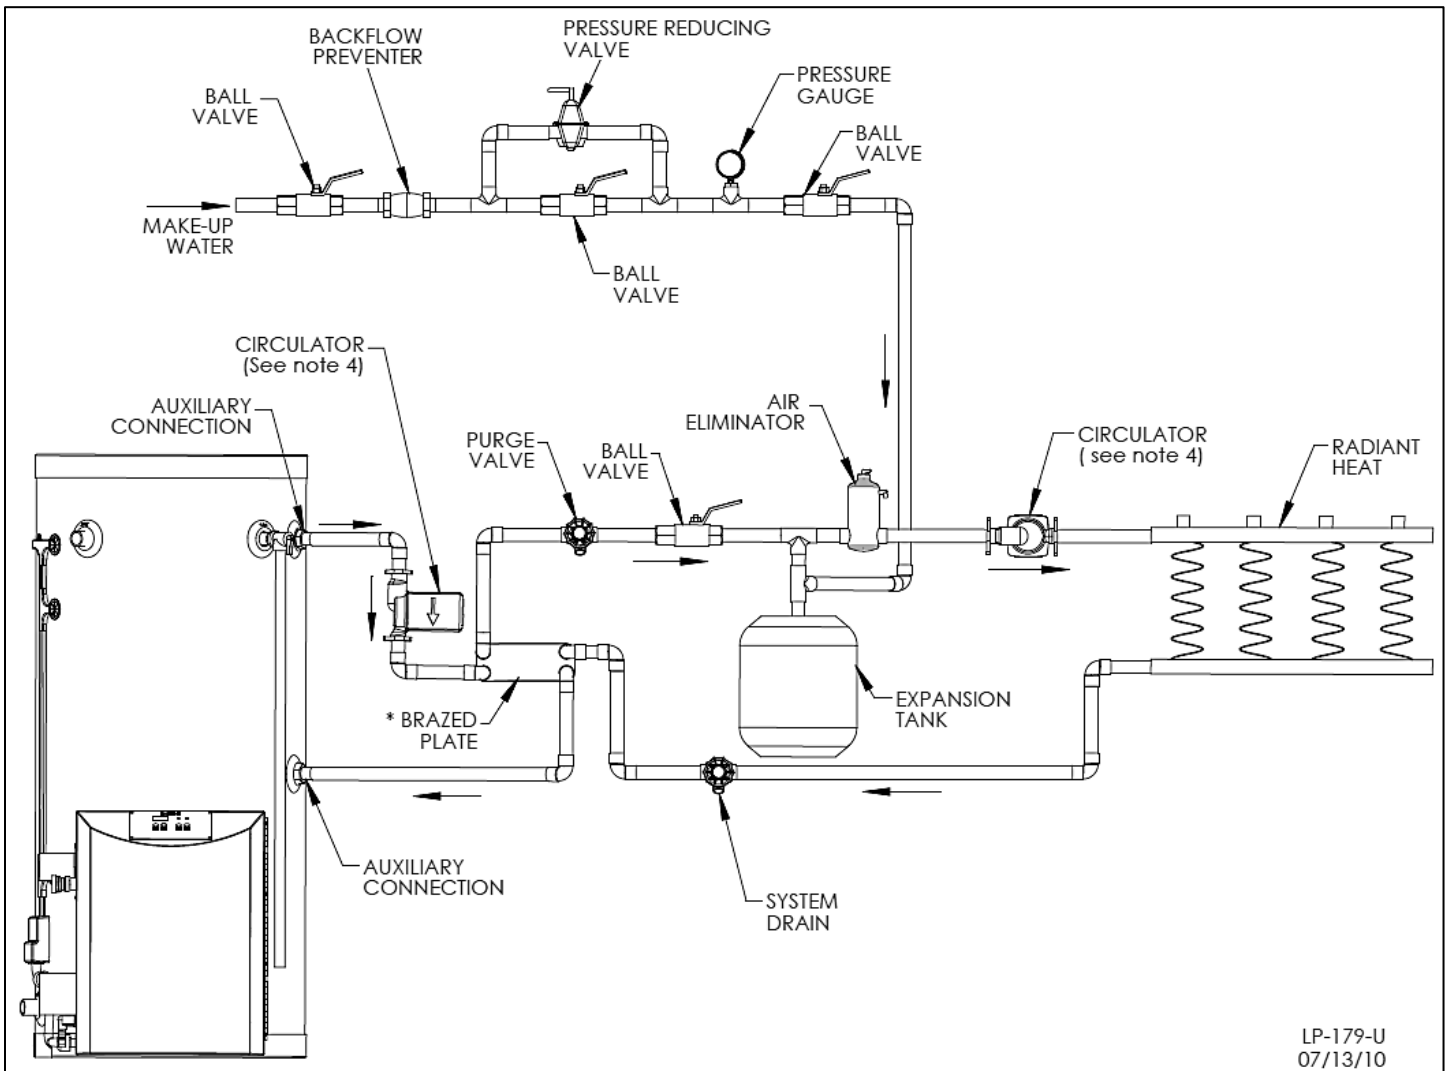 BACKFLOW
PREVENTER
PRESSURE REDUCING
VALVE
PRESSURE
GAUGE
BALL
VALVE
BALL
VALVE
MAKE-UP
WATER
BALL
VALVE
CIRCULATOR
(See note 4)
AUXILIARY
CONNECTION
PURGE
VALVE
BALL
VALVE
AIR
ELIMINATOR
CIRCULATOR
( see note 4)
RADIANT
HEAT
* BRAZED
PLATE
EXPANSION
TANK
AUXILIARY
CONNECTION
SYSTEM
DRAIN
LP-179-U
07/13/10